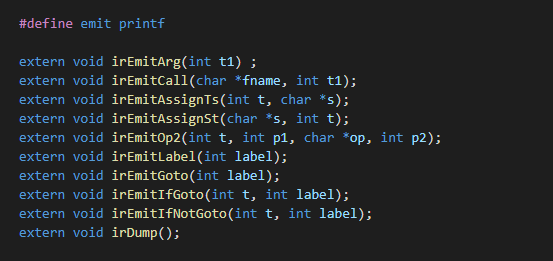 #define emit printf
extern void irEmitArg(int t1) ;
extern void irEmitCall(char *fname, int t1);
extern void irEmitAssignTs(int t, char *s);
extern void irEmitAssignSt(char *s, int t);
extern void irEmitOp2(int t, int p1, char *op, int p2);
extern void irEmitLabel(int label);
extern void irEmitGoto(int label);
extern void irEmitIfGoto(int t, int label);
extern void irEmitIfNotGoto(int t, int label);
extern void irDump();